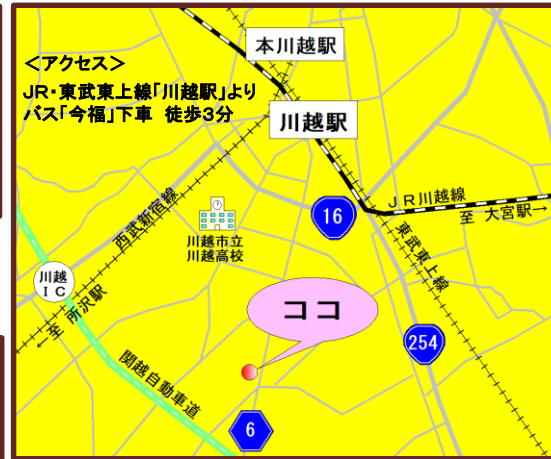 本川越駅
<アクセス>
JR・東武東上線「川越駅」より
バス「今福」下車 徒歩3分
川越駅
JR川越線
至 大宮駅→
16
西武新宿線
川越市立
川越高校
東武東上線
川越
IC
←至 所沢駅
ココ
254
関越自動車道
6